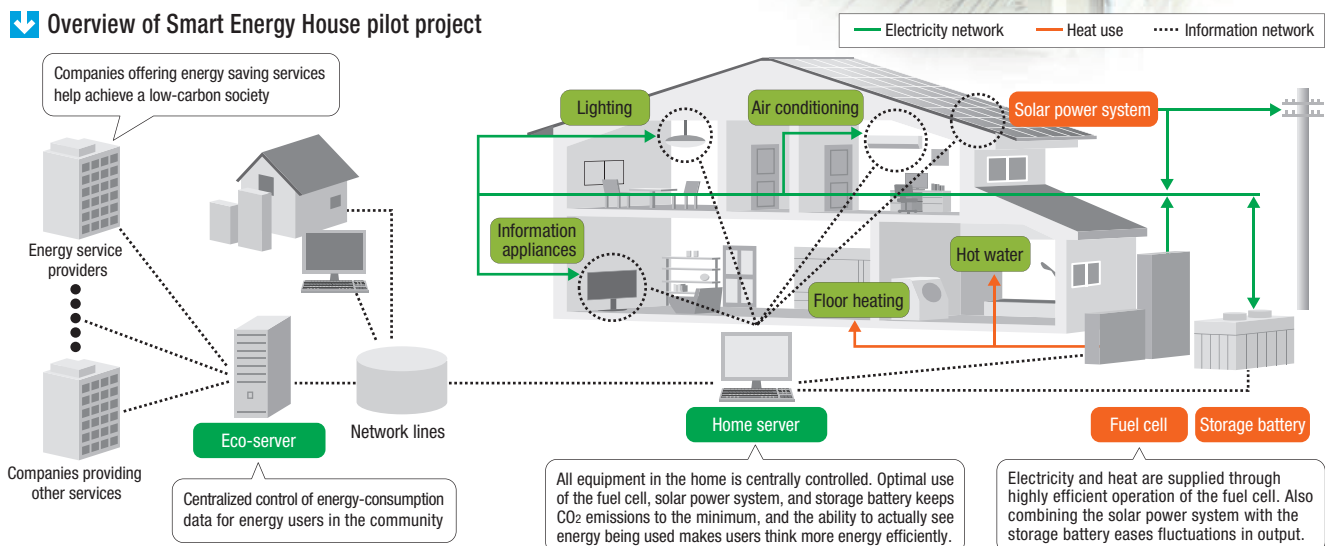 Overview of Smart Energy House pilot project
Electricity network
Heat use
Information network
Companies offering energy saving services
help achieve a low-carbon society
Lighting
Air conditioning
Solar power system
Energy service
providers
Information
appliances
Hot water
Floor heating
Companies providing
other services
Eco-server
Network lines
Home server
Fuel cell
Storage battery
Centralized control of energy-consumption
data for energy users in the community
All equipment in the home is centrally controlled. Optimal use
of the fuel cell, solar power system, and storage battery keeps
CO2 emissions to the minimum, and the ability to actually see
energy being used makes users think more energy efficiently.
Electricity and heat are supplied through
highly efficient operation of the fuel cell. Also
combining the solar power system with the
storage battery eases fluctuations in output.